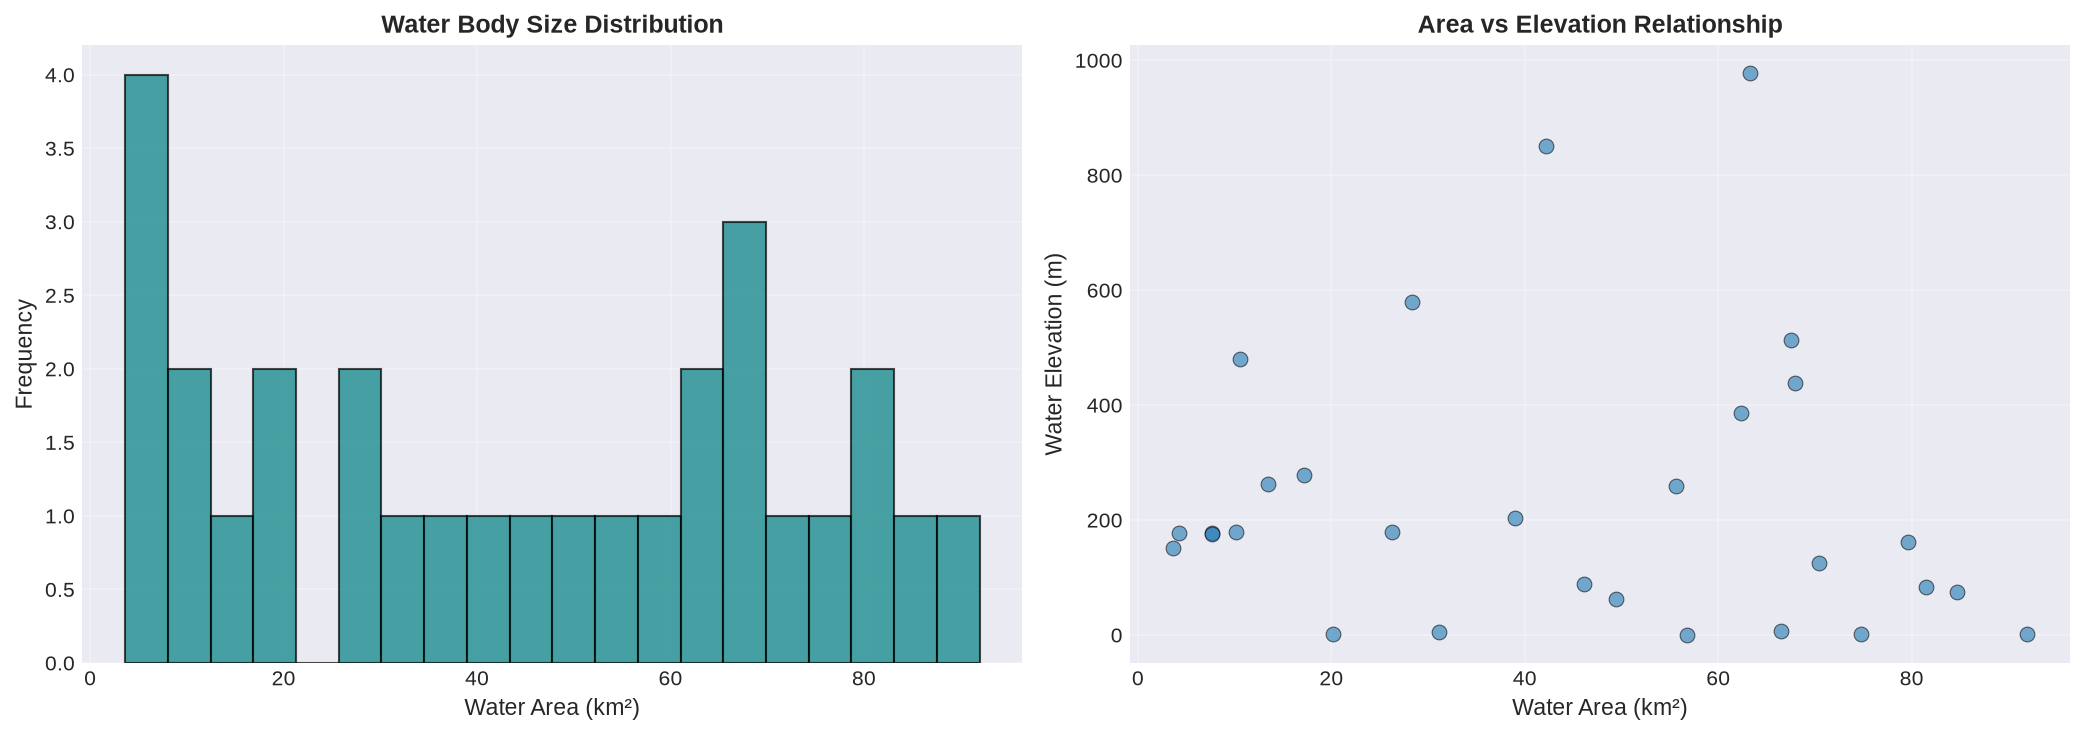 Water Body Size Distribution
4.0
3.5
3.0
2.5
2.0
1.5
1.0
0.5
0.0
Frequency
0 20 40 60 80
Water Area (km²)
Area vs Elevation Relationship
1000
800
600
400
200
0
Water Elevation (m)
0 20 40 60 80
Water Area (km²)